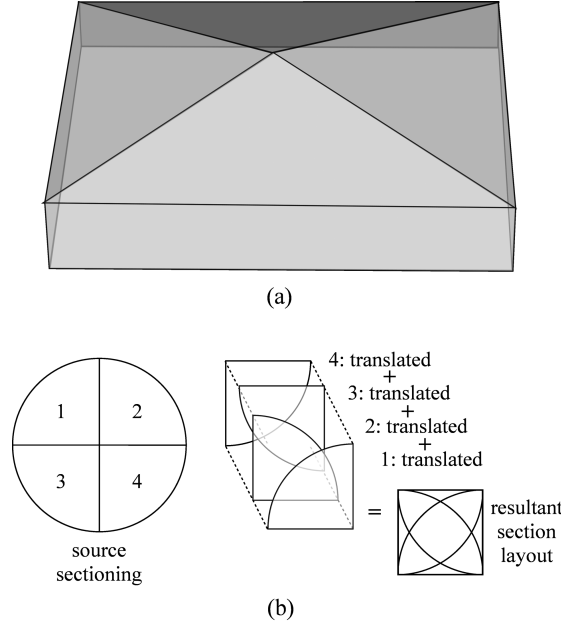 (a)
1
2
3
4
source
sectioning
4: translated
+
3: translated
+
2: translated
+
1: translated
=
resultant
section
layout
(b)